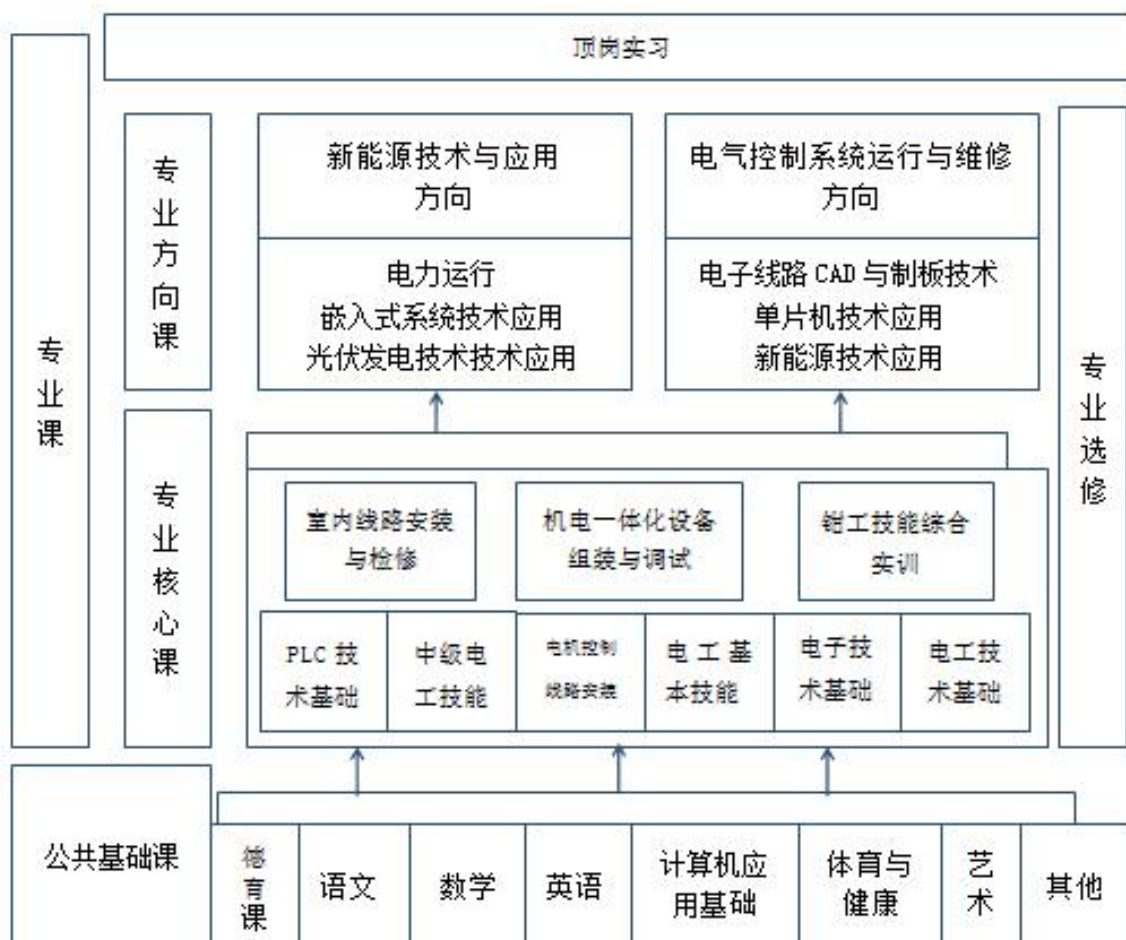 顶岗实习
专业课
专业方向课
新能源技术与应用
方向
电力运行
嵌入式系统技术应用
光伏发电技术技术应用
电气控制系统运行与维修
方向
电子线路 CAD 与制板技术
单片机技术应用
新能源技术应用
专业选修
专业核心课
室内线路安装
与检修
机电一体化设备
组装与调试
钳工技能综合
实训
PLC 技
术基础
中级电
工技能
电机控制
线路安装
电 工 基
本技能
电子技
术基础
电工技
术基础
公共基础课
德育课
语文
数学
英语
计算机应
用基础
体育与
健康
艺术
其他